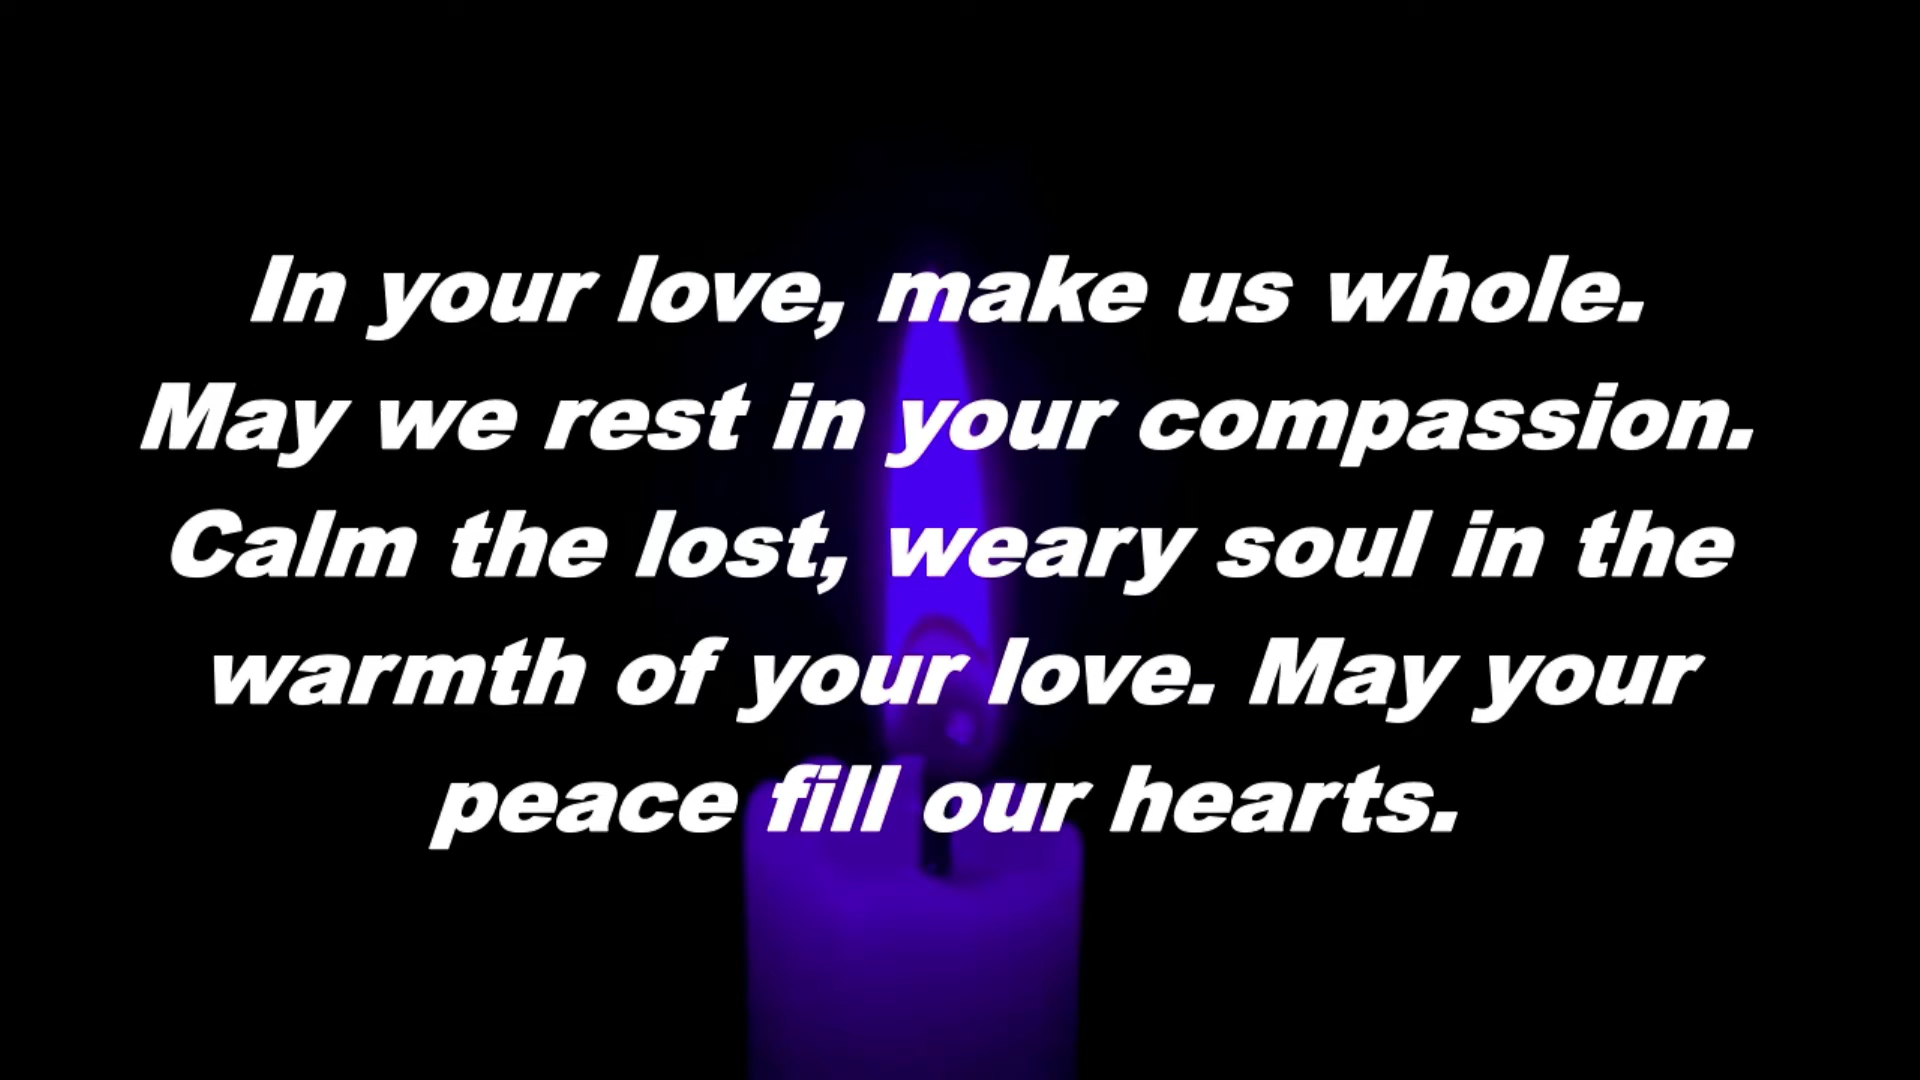 In your love, make us whole.
May we rest in your compassion.
Calm the lost, weary soul in the
warmth of your love. May your
peace fill our hearts.